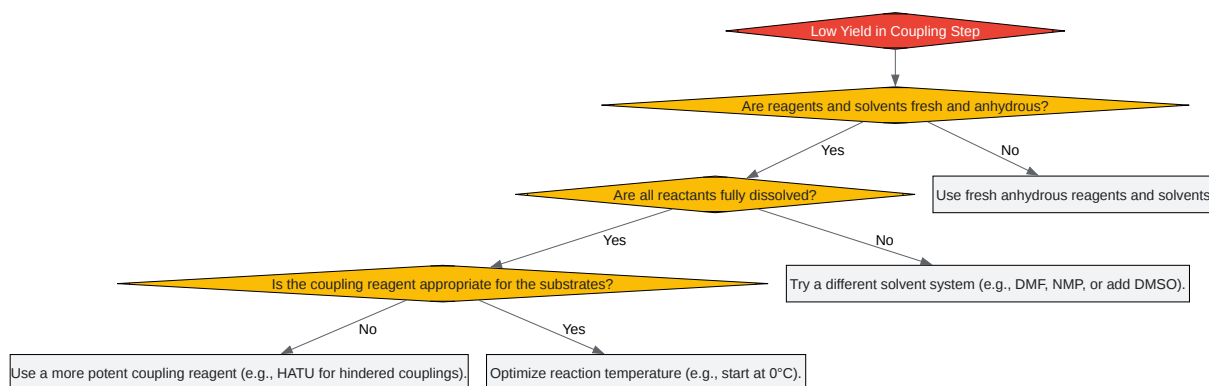 Low Yield in Coupling Step
Are reagents and solvents fresh and anhydrous?
Yes
No
Are all reactants fully dissolved?
Use fresh anhydrous reagents and solvents
Yes
No
Is the coupling reagent appropriate for the substrates?
Try a different solvent system (e.g., DMF, NMP, or add DMSO).
No
Yes
Use a more potent coupling reagent (e.g., HATU for hindered couplings).
Optimize reaction temperature (e.g., start at 0°C).